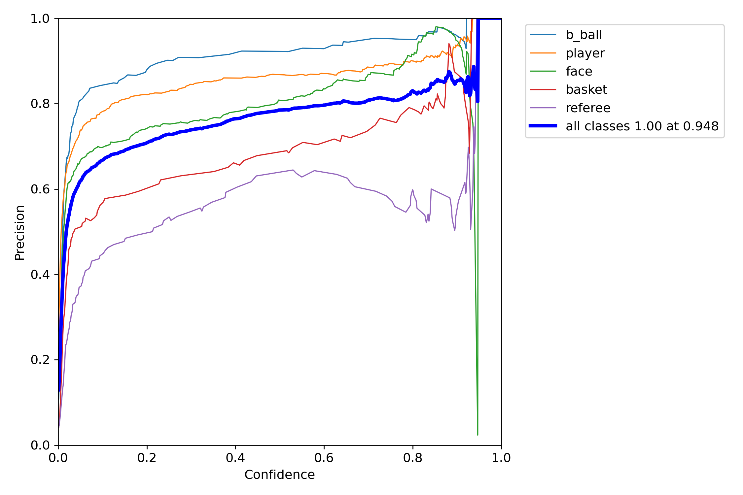 1.0
0.8
0.6
0.4
0.2
0.0
Precision
0.0 0.2 0.4 0.6 0.8 1.0
Confidence
b_ball
player
face
basket
referee
all classes 1.00 at 0.948